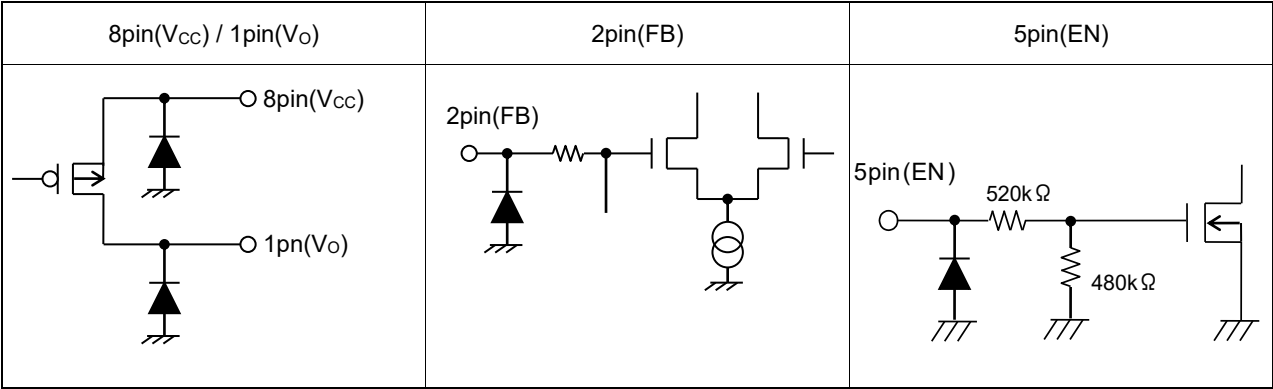 8pin(VCC) / 1pin(VO)
2pin(FB)
5pin(EN)
8pin(VCC)
1pn(VO)
2pin(FB)
5pin(EN)
520kΩ
480kΩ